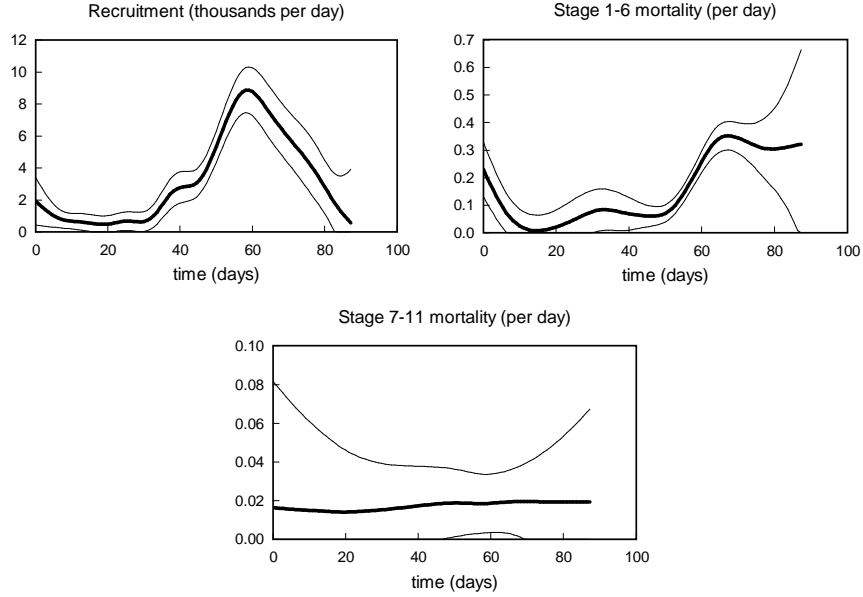 Recruitment (thousands per day)
12
10
8
6
4
2
0
0 20 40 60 80 100
time (days)
Stage 1-6 mortality (per day)
0.7
0.6
0.5
0.4
0.3
0.2
0.1
0.0
0 20 40 60 80 100
time (days)
Stage 7-11 mortality (per day)
0.10
0.08
0.06
0.04
0.02
0.00
0 20 40 60 80 100
time (days)